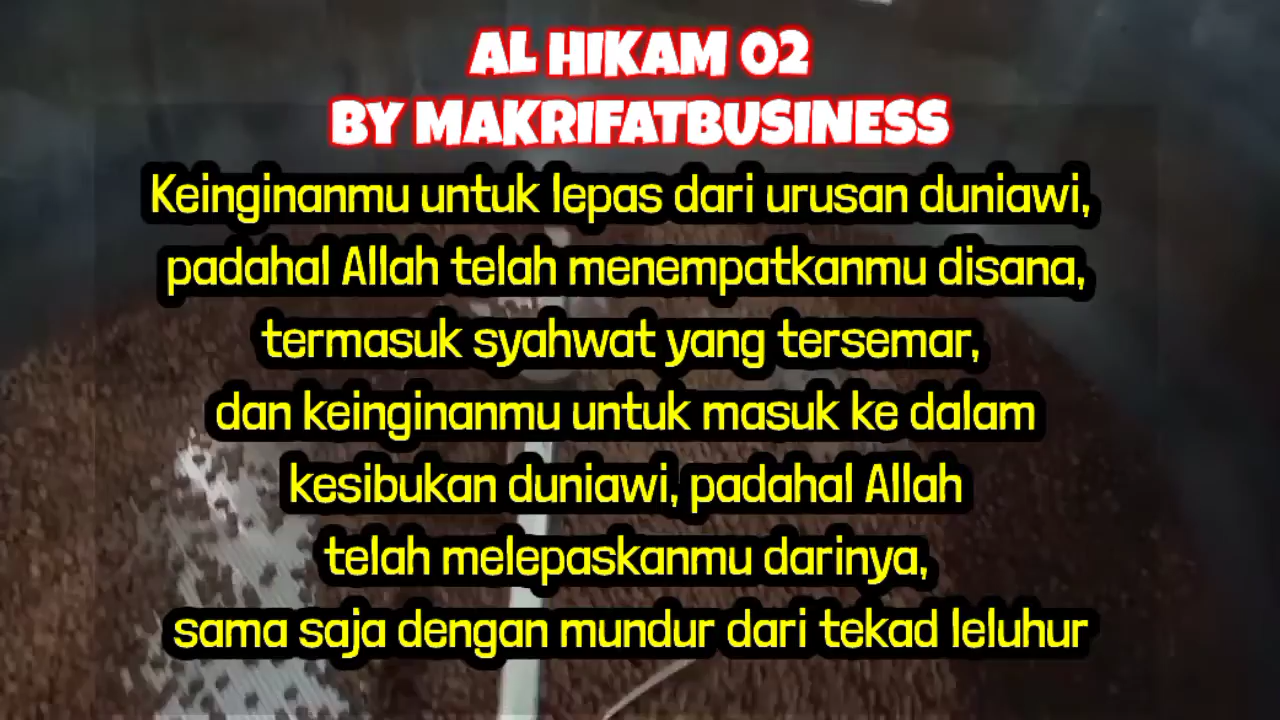 AL HIKAM 02
BY MAKRIFATBUSINESS
Keinginanmu untuk lepas dari urusan duniawi,
padahal Allah telah menempatkanmu disana,
termasuk syahwat yang tersemar,
dan keinginanmu untuk masuk ke dalam
kesibukan duniawi, padahal Allah
telah melepaskanmu darinya,
sama saja dengan mundur dari tekad leluhur